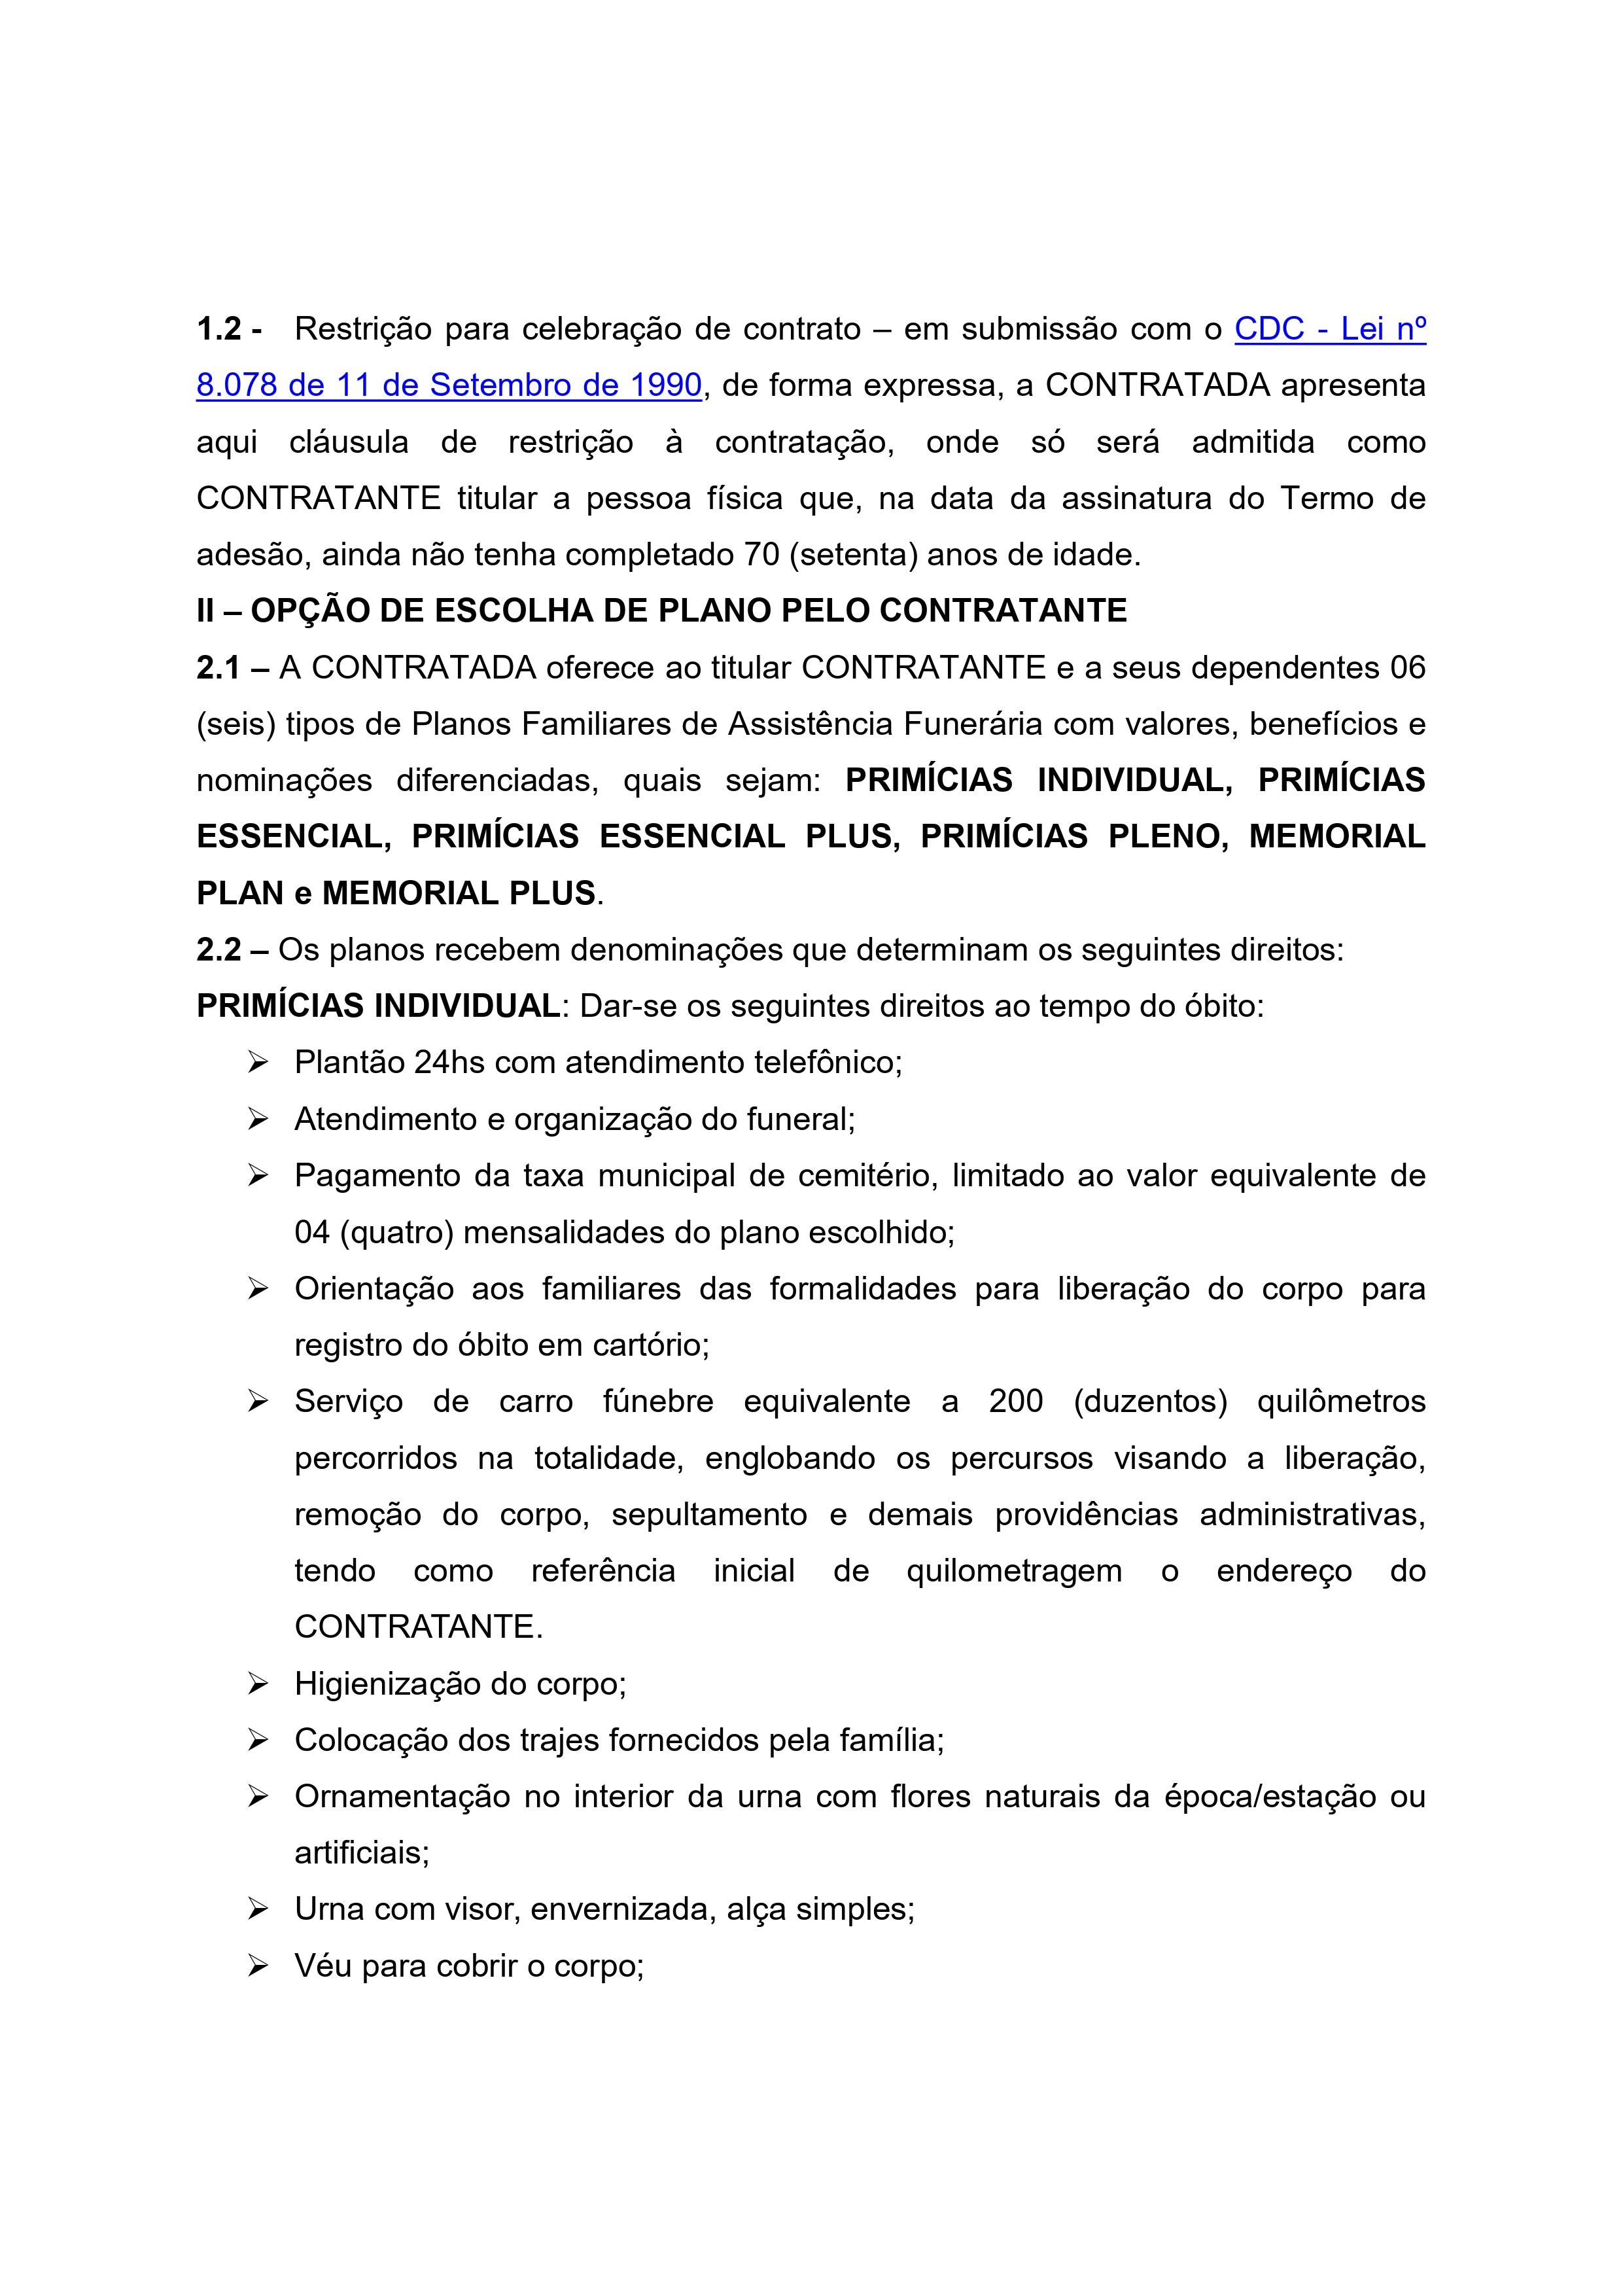 1.2 - Restrição para celebração de contrato – em submissão com o CDC - Lei nº
8.078 de 11 de Setembro de 1990, de forma expressa, a CONTRATADA apresenta
aqui cláusula de restrição à contratação, onde só será admitida como
CONTRATANTE titular a pessoa física que, na data da assinatura do Termo de
adesão, ainda não tenha completado 70 (setenta) anos de idade.
II – OPÇÃO DE ESCOLHA DE PLANO PELO CONTRATANTE
2.1 – A CONTRATADA oferece ao titular CONTRATANTE e a seus dependentes 06
(seis) tipos de Planos Familiares de Assistência Funerária com valores, benefícios e
nominações diferenciadas, quais sejam: PRIMÍCIAS INDIVIDUAL, PRIMÍCIAS
ESSENCIAL, PRIMÍCIAS ESSENCIAL PLUS, PRIMÍCIAS PLENO, MEMORIAL
PLAN e MEMORIAL PLUS.
2.2 – Os planos recebem denominações que determinam os seguintes direitos:
PRIMÍCIAS INDIVIDUAL: Dar-se os seguintes direitos ao tempo do óbito:
➢ Plantão 24hs com atendimento telefônico;
➢ Atendimento e organização do funeral;
➢ Pagamento da taxa municipal de cemitério, limitado ao valor equivalente de
04 (quatro) mensalidades do plano escolhido;
➢ Orientação aos familiares das formalidades para liberação do corpo para
registro do óbito em cartório;
➢ Serviço de carro fúnebre equivalente a 200 (duzentos) quilômetros
percorridos na totalidade, englobando os percursos visando a liberação,
remoção do corpo, sepultamento e demais providências administrativas,
tendo como referência inicial de quilometragem o endereço do
CONTRATANTE.
➢ Higienização do corpo;
➢ Colocação dos trajes fornecidos pela família;
➢ Ornamentação no interior da urna com flores naturais da época/estação ou
artificiais;
➢ Urna com visor, envernizada, alça simples;
➢ Véu para cobrir o corpo;